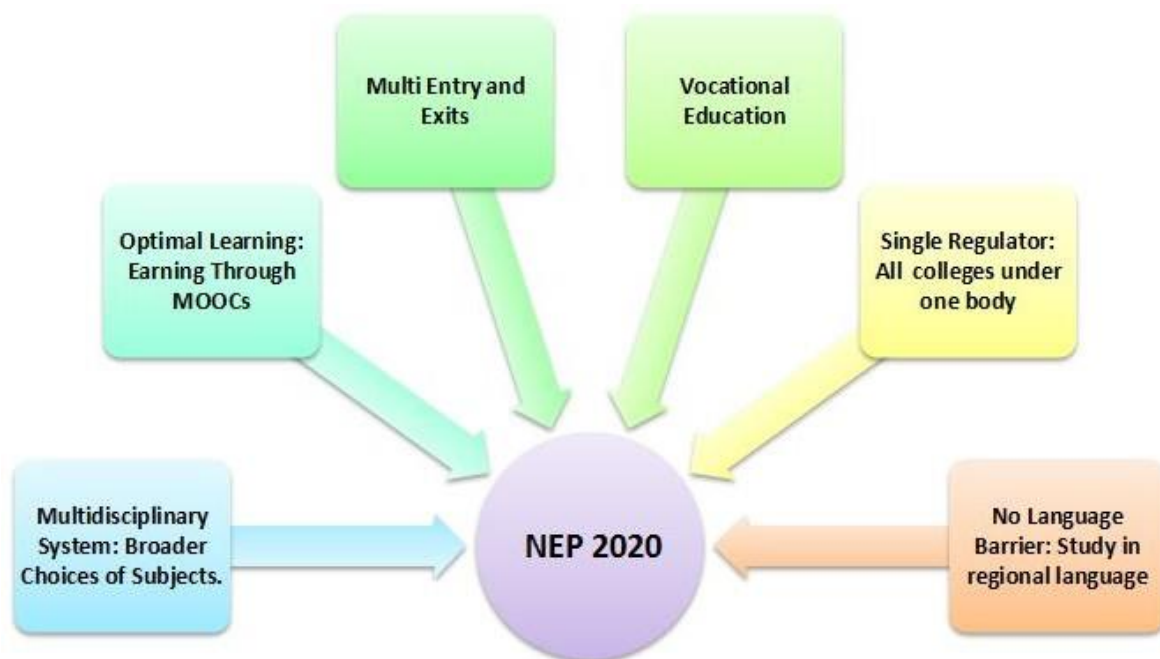 Multi Entry and
Exits
Vocational
Education
Optimal Learning:
Earning Through
MOOCs
Single Regulator:
All colleges under
one body
Multidisciplinary
System: Broader
Choices of Subjects.
NEP 2020
No Language
Barrier: Study in
regional language